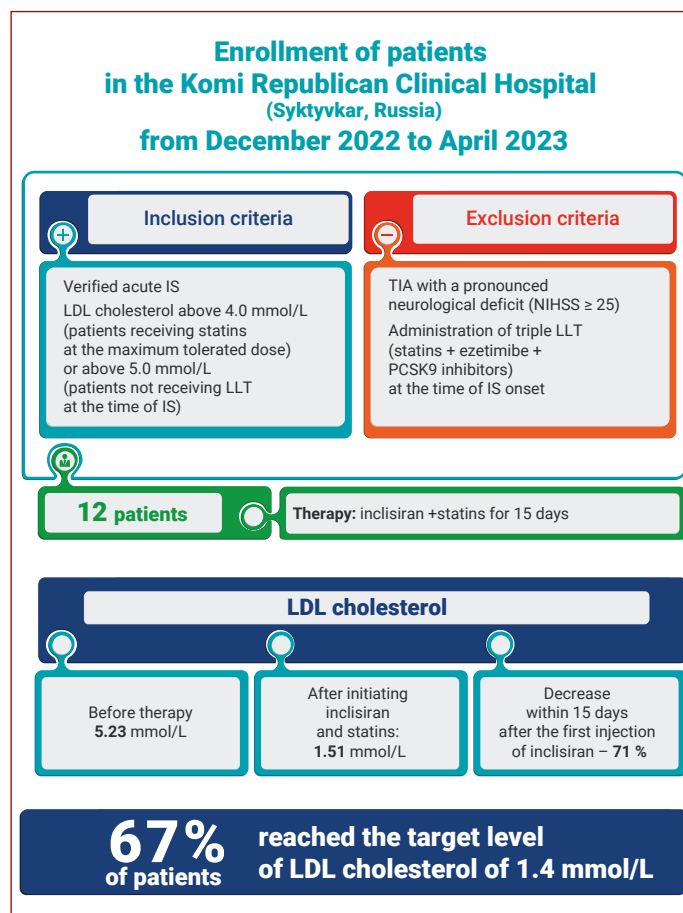 Enrollment of patients
in the Komi Republican Clinical Hospital
(Syktyvkar, Russia)
from December 2022 to April 2023
Inclusion criteria
Verified acute IS
LDL cholesterol above 4.0 mmol/L
(patients receiving statins
at the maximum tolerated dose)
or above 5.0 mmol/L
(patients not receiving LLT
at the time of IS)
Exclusion criteria
TIA with a pronounced
neurological deficit (NIHSS ≥ 25)
Administration of triple LLT
(statins + ezetimibe +
PCSK9 inhibitors)
at the time of IS onset
12 patients
Therapy: inclisiran +statins for 15 days
LDL cholesterol
Before therapy
5.23 mmol/L
After initiating
inclisiran
and statins:
1.51 mmol/L
Decrease
within 15 days
after the first injection
of inclisiran – 71 %
67%
of patients
reached the target level
of LDL cholesterol of 1.4 mmol/L